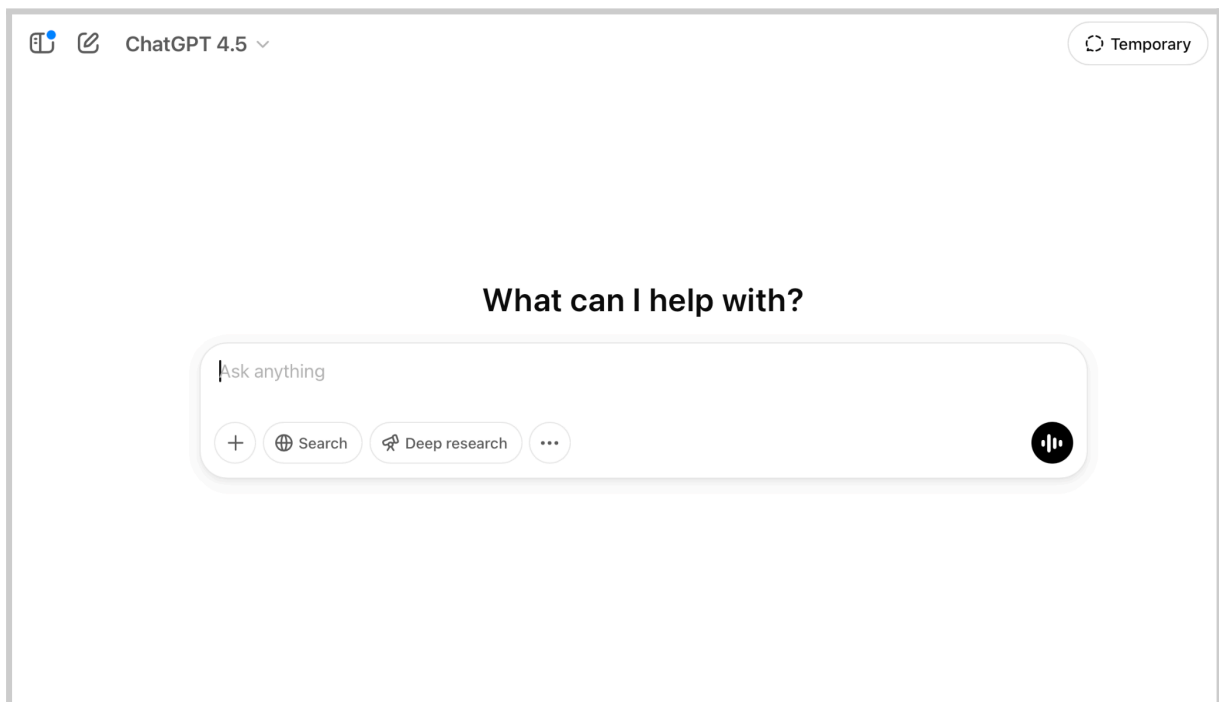 ChatGPT 4.5
Temporary
What can I help with?
Ask anything
Search
Deep research